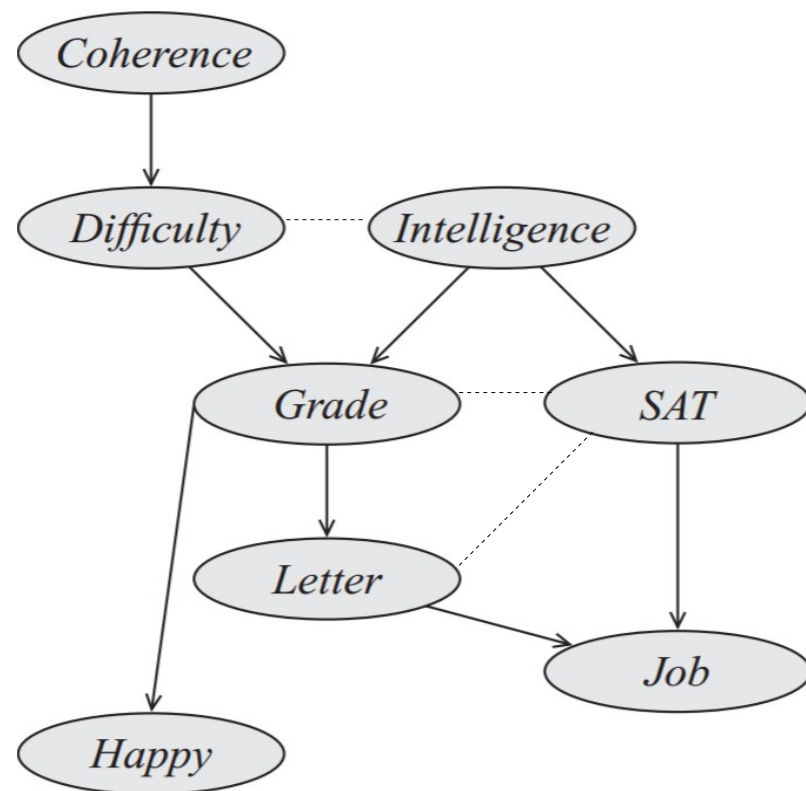 Coherence
Difficulty
Intelligence
Grade
SAT
Letter
Job
Happy